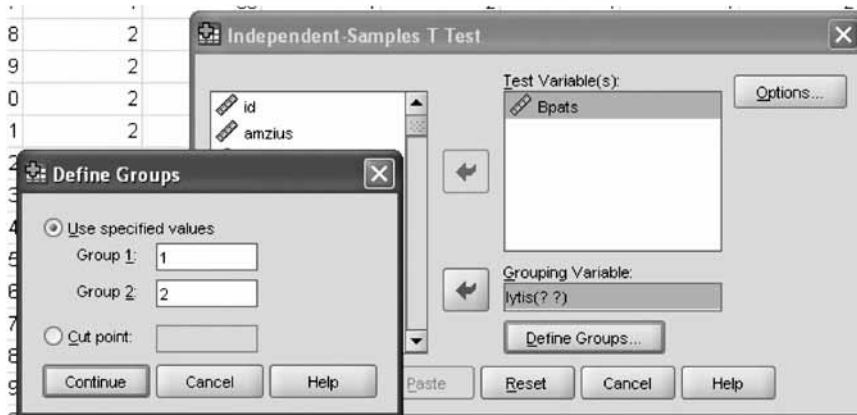 8 2
9 2
0 2
1 2
Independent-Samples T Test
id
amzius
Test Variable(s):
Bpats
Options...
Grouping Variable:
lytis(? ?)
Define Groups...
Paste
Reset
Cancel
Help
Define Groups
Use specified values
Group 1:
1
Group 2:
2
Cut point:
Continue
Cancel
Help